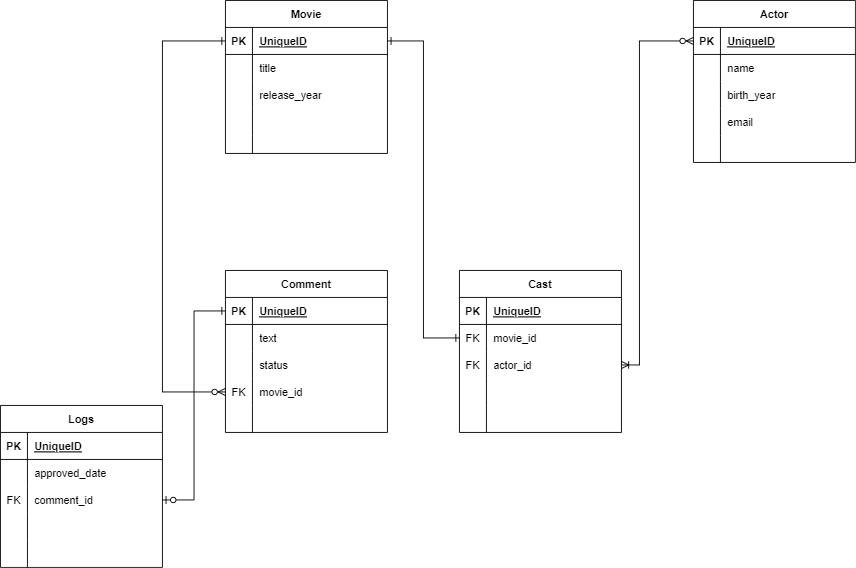 Movie
PK UniqueID
title
release_year
Actor
PK UniqueID
name
birth_year
email
Comment
PK UniqueID
text
status
FK movie_id
Cast
PK UniqueID
FK movie_id
FK actor_id
Logs
PK UniqueID
approved_date
FK comment_id